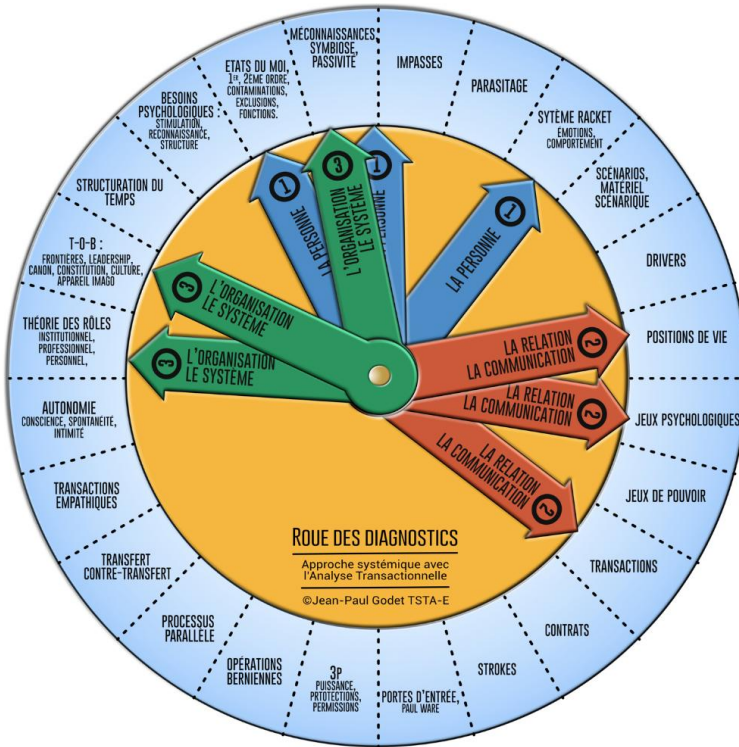 MÉCONNAISSANCES,
SYMBIOSE,
PASSIVITÉ
IMPASSES
PARASITAGE
SYTÈME RACKET
ÉMOTIONS,
COMPORTEMENT
SCÉNARIOS,
MATÉRIEL
SCÉNARIQUE
DRIVERS
POSITIONS DE VIE
JEUX PSYCHOLOGIQUES
JEUX DE POUVOIR
TRANSACTIONS
CONTRATS
STROKES
PORTES D'ENTRÉE,
PAUL WARE
3P
PUISSANCE,
PRTOTECTIONS,
PERMISSIONS
OPÉRATIONS
BERNIENNES
PROCESSUS
PARALLÈLE
TRANSFERT
CONTRE-TRANSFERT
TRANSACTIONS
EMPATHIQUES
AUTONOMIE
CONSCIENCE, SPONTANÉITÉ,
INTIMITÉ
THÉORIE DES RÔLES
INSTITUTIONNEL,
PROFESSIONNEL,
PERSONNEL,
T-O-B :
FRONTIÈRES, LEADERSHIP,
CANON, CONSTITUTION, CULTURE,
APPAREIL IMAGO
STRUCTURATION DU
TEMPS
BESOINS
PSYCHOLOGIQUES :
STIMULATION,
RECONNAISSANCE,
STRUCTURE
ETATS DU MOI,
1ER, 2ÈME ORDRE,
CONTAMINATIONS,
EXCLUSIONS,
FONCTIONS.
1
LA PERSONNE
3
L'ORGANISATION
LE SYSTÈME
1
PERSONNE
1
LA PERSONNE
2
LA RELATION
LA COMMUNICATION
2
LA RELATION
LA COMMUNICATION
2
LA RELATION
LA COMMUNICATION
3
L'ORGANISATION
LE SYSTÈME
3
L'ORGANISATION
LE SYSTÈME
ROUE DES DIAGNOSTICS
Approche systémique avec
l'Analyse Transactionnelle
©Jean-Paul Godet TSTA-E